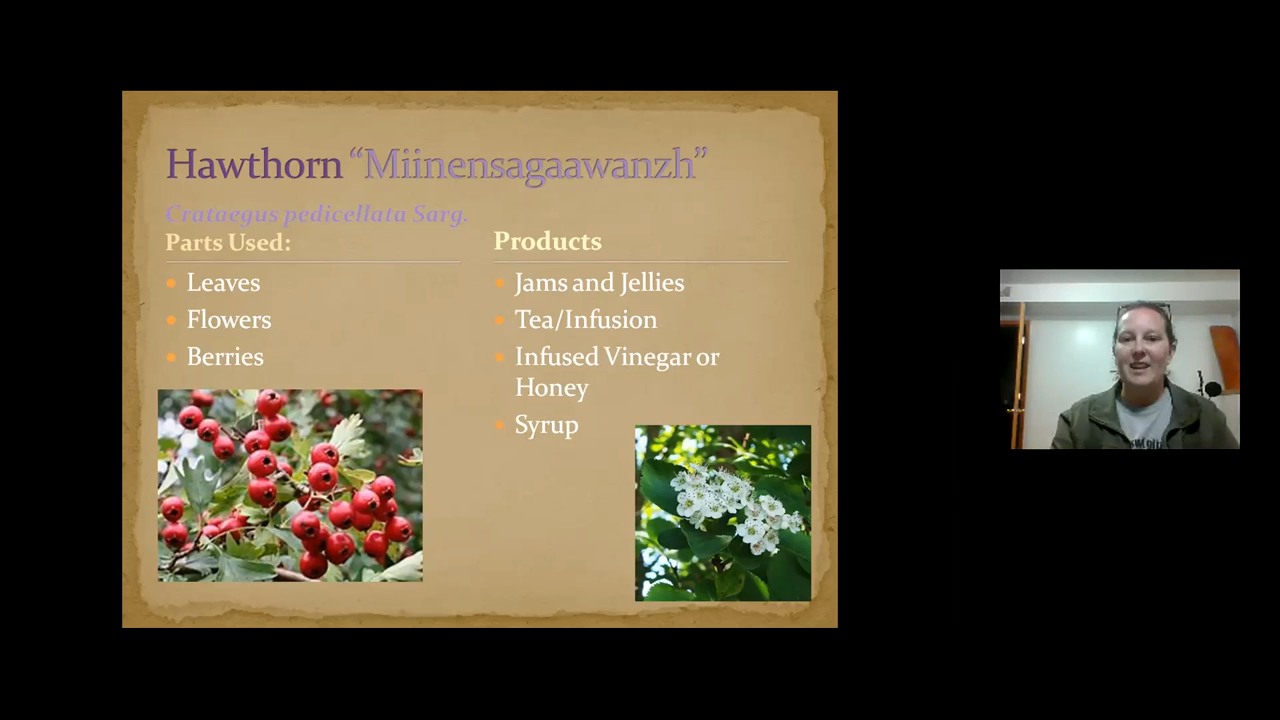 Hawthorn “Miinensagaawanzh”
Crataegus pedicellata Sarg.
Parts Used:
Leaves
Flowers
Berries
Products
Jams and Jellies
Tea/Infusion
Infused Vinegar or
Honey
Syrup